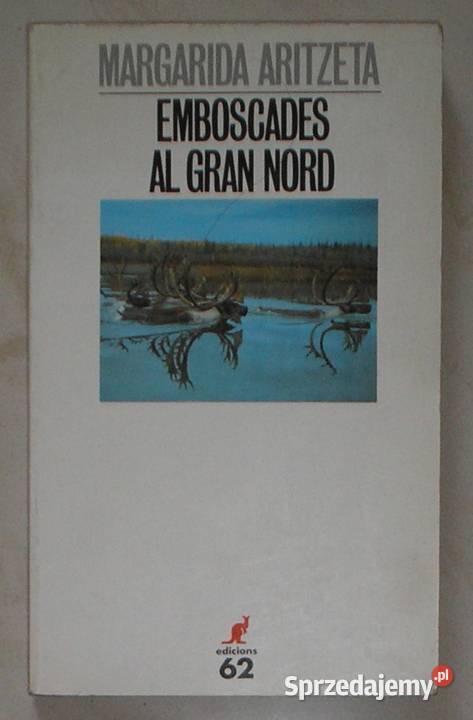 MARGARIDA ARITZETA
EMBOSCADES
AL GRAN NORD
edicions
62
Sprzedajemy.pl